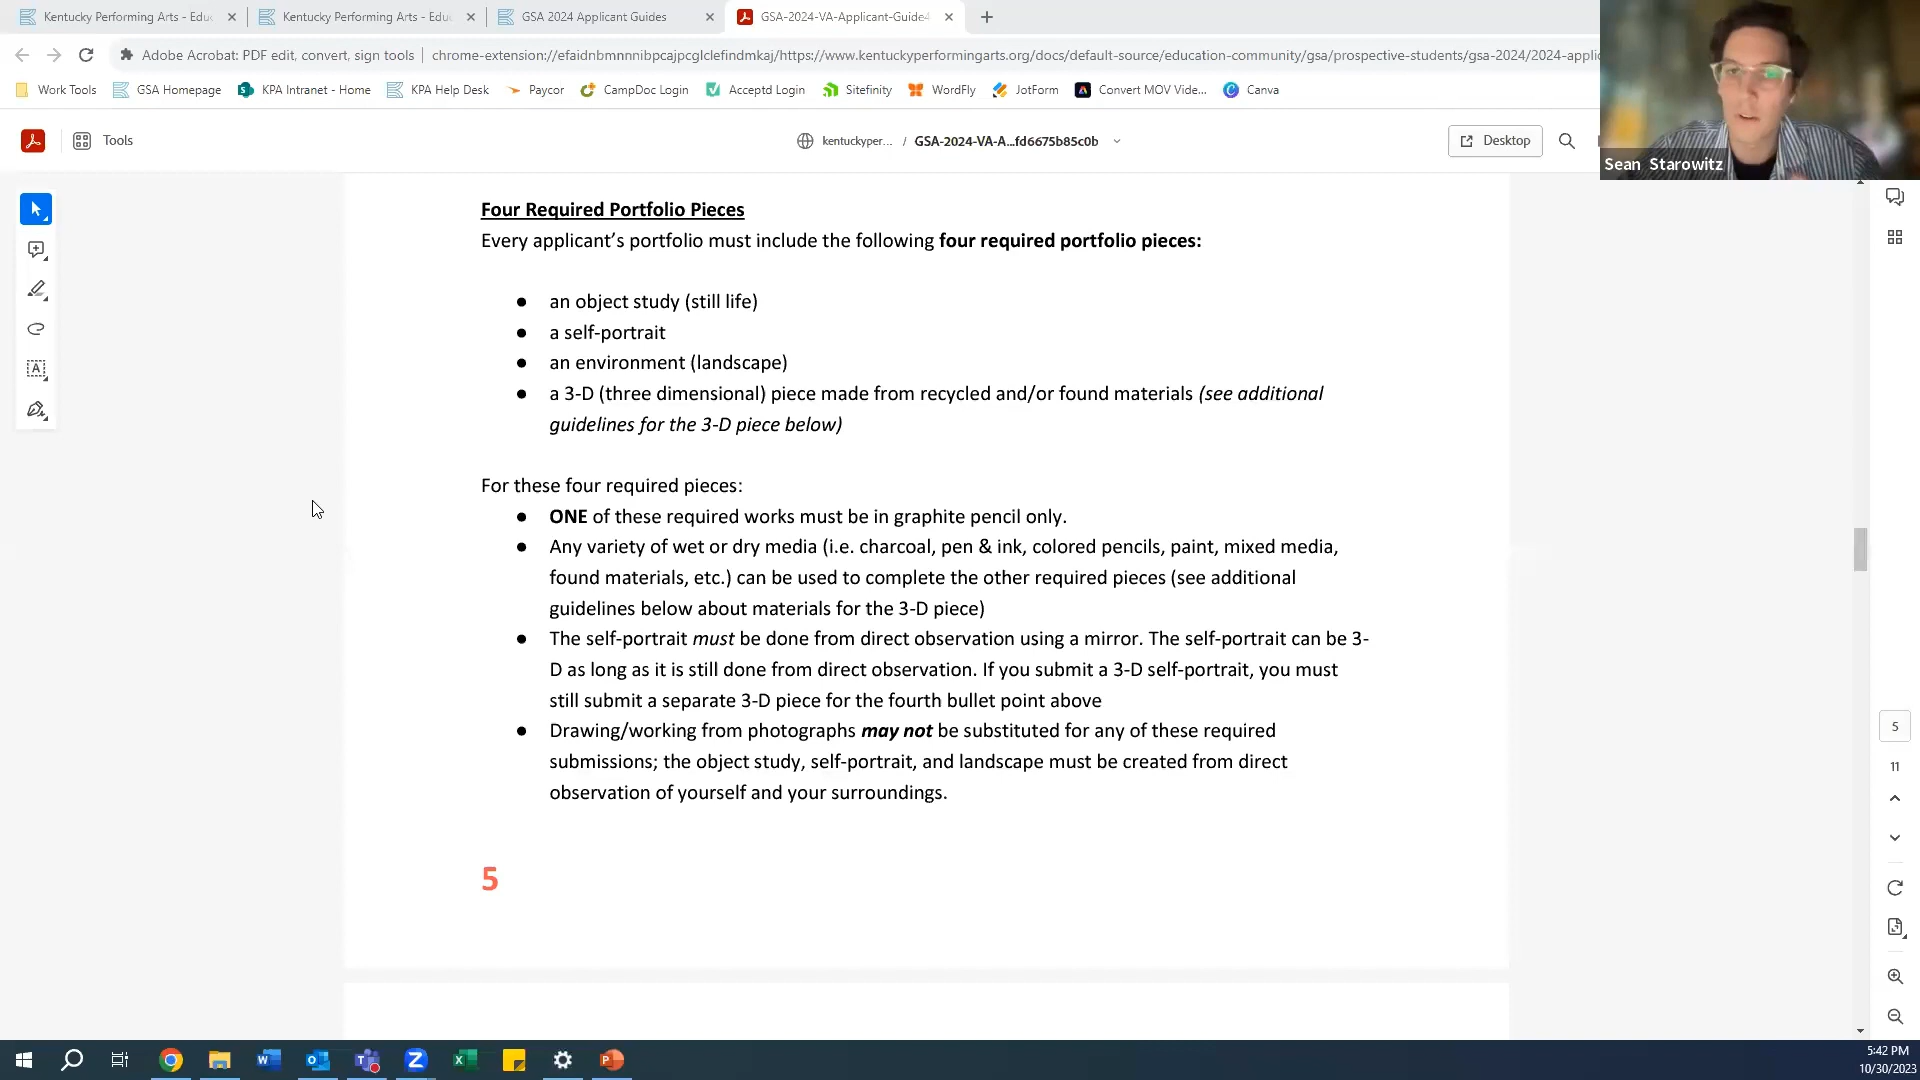 Kentucky Performing Arts - Educ
Kentucky Performing Arts - Educ
GSA 2024 Applicant Guides
GSA-2024-VA-Applicant-Guide4
Adobe Acrobat: PDF edit, convert, sign tools
chrome-extension://efaidnbmnnnibpcajpcglclefindmkaj/https://www.kentuckyperformingarts.org/docs/default-source/education-community/gsa/prospective-students/gsa-2024/2024-applic
Work Tools
GSA Homepage
KPA Intranet - Home
KPA Help Desk
Paycor
CampDoc Login
Acceptd Login
Sitefinity
WordFly
JotForm
Convert MOV Vide...
Canva
Tools
kentuckyper... / GSA-2024-VA-A...fd6675b85c0b
Desktop
Sean Starowitz
Four Required Portfolio Pieces
Every applicant’s portfolio must include the following four required portfolio pieces:
● an object study (still life)
● a self-portrait
● an environment (landscape)
● a 3-D (three dimensional) piece made from recycled and/or found materials (see additional
guidelines for the 3-D piece below)
For these four required pieces:
● ONE of these required works must be in graphite pencil only.
● Any variety of wet or dry media (i.e. charcoal, pen & ink, colored pencils, paint, mixed media,
found materials, etc.) can be used to complete the other required pieces (see additional
guidelines below about materials for the 3-D piece)
● The self-portrait must be done from direct observation using a mirror. The self-portrait can be 3-
D as long as it is still done from direct observation. If you submit a 3-D self-portrait, you must
still submit a separate 3-D piece for the fourth bullet point above
● Drawing/working from photographs may not be substituted for any of these required
submissions; the object study, self-portrait, and landscape must be created from direct
observation of yourself and your surroundings.
5
5
11
5:42 PM
10/30/2023